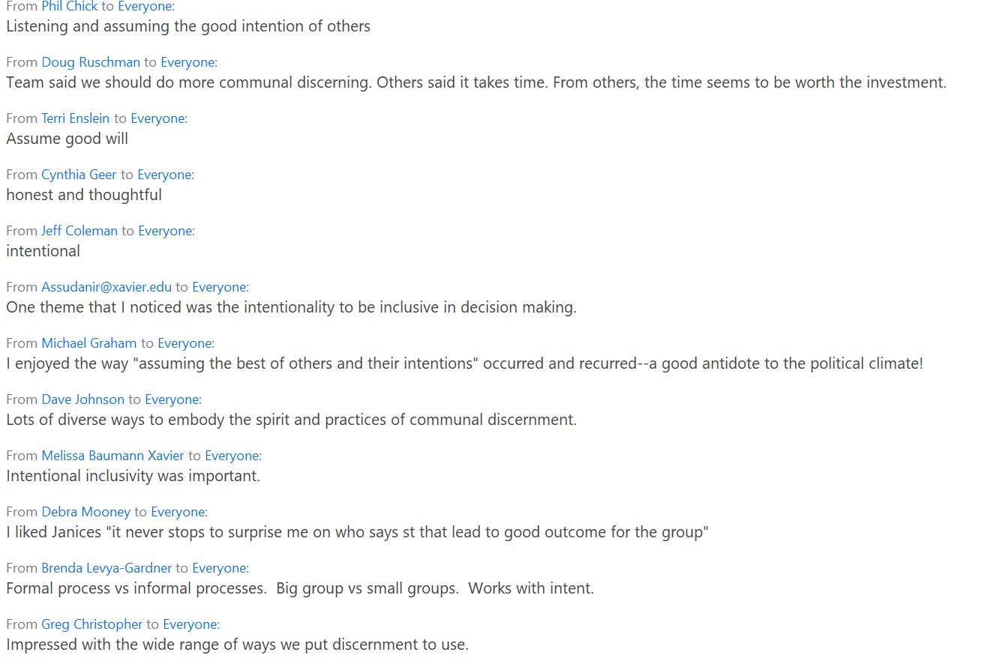 From Phil Chick to Everyone:
Listening and assuming the good intention of others
From Doug Ruschman to Everyone:
Team said we should do more communal discerning. Others said it takes time. From others, the time seems to be worth the investment.
From Terri Enslein to Everyone:
Assume good will
From Cynthia Geer to Everyone:
honest and thoughtful
From Jeff Coleman to Everyone:
intentional
From Assudanir@xavier.edu to Everyone:
One theme that I noticed was the intentionality to be inclusive in decision making.
From Michael Graham to Everyone:
I enjoyed the way "assuming the best of others and their intentions" occurred and recurred--a good antidote to the political climate!
From Dave Johnson to Everyone:
Lots of diverse ways to embody the spirit and practices of communal discernment.
From Melissa Baumann Xavier to Everyone:
Intentional inclusivity was important.
From Debra Mooney to Everyone:
I liked Janices "it never stops to surprise me on who says st that lead to good outcome for the group"
From Brenda Levya-Gardner to Everyone:
Formal process vs informal processes.  Big group vs small groups.  Works with intent.
From Greg Christopher to Everyone:
Impressed with the wide range of ways we put discernment to use.